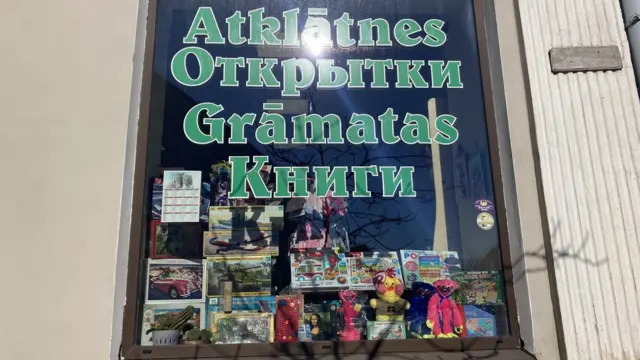 Atklātnes
Открытки
Grāmatas
Книги